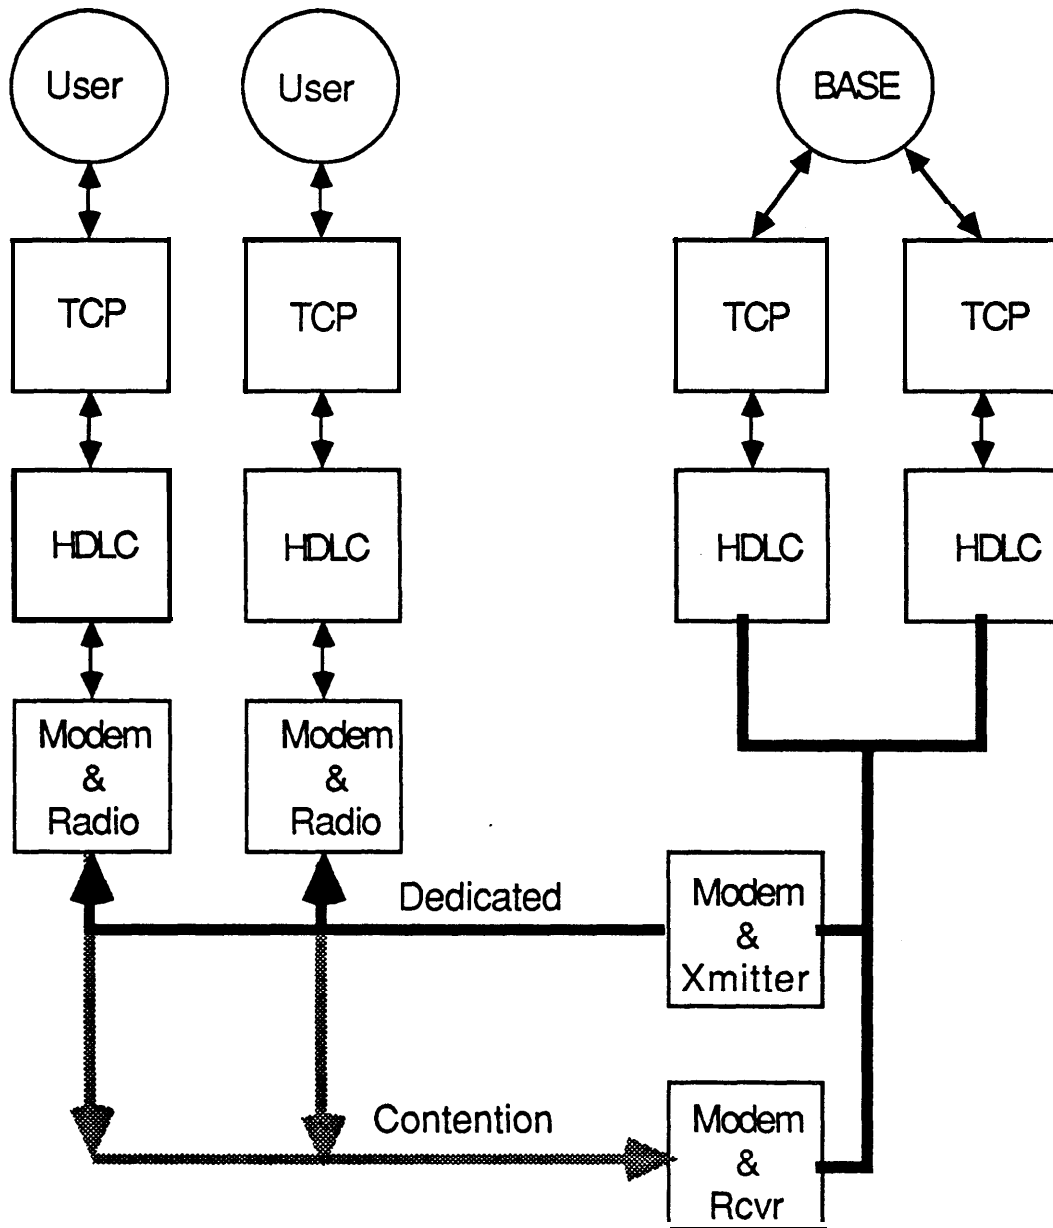 User
User
BASE
TCP
TCP
TCP
TCP
HDLC
HDLC
HDLC
HDLC
Modem
&
Radio
Modem
&
Radio
Dedicated
Modem
&
Xmitter
Contention
Modem
&
Rcvr